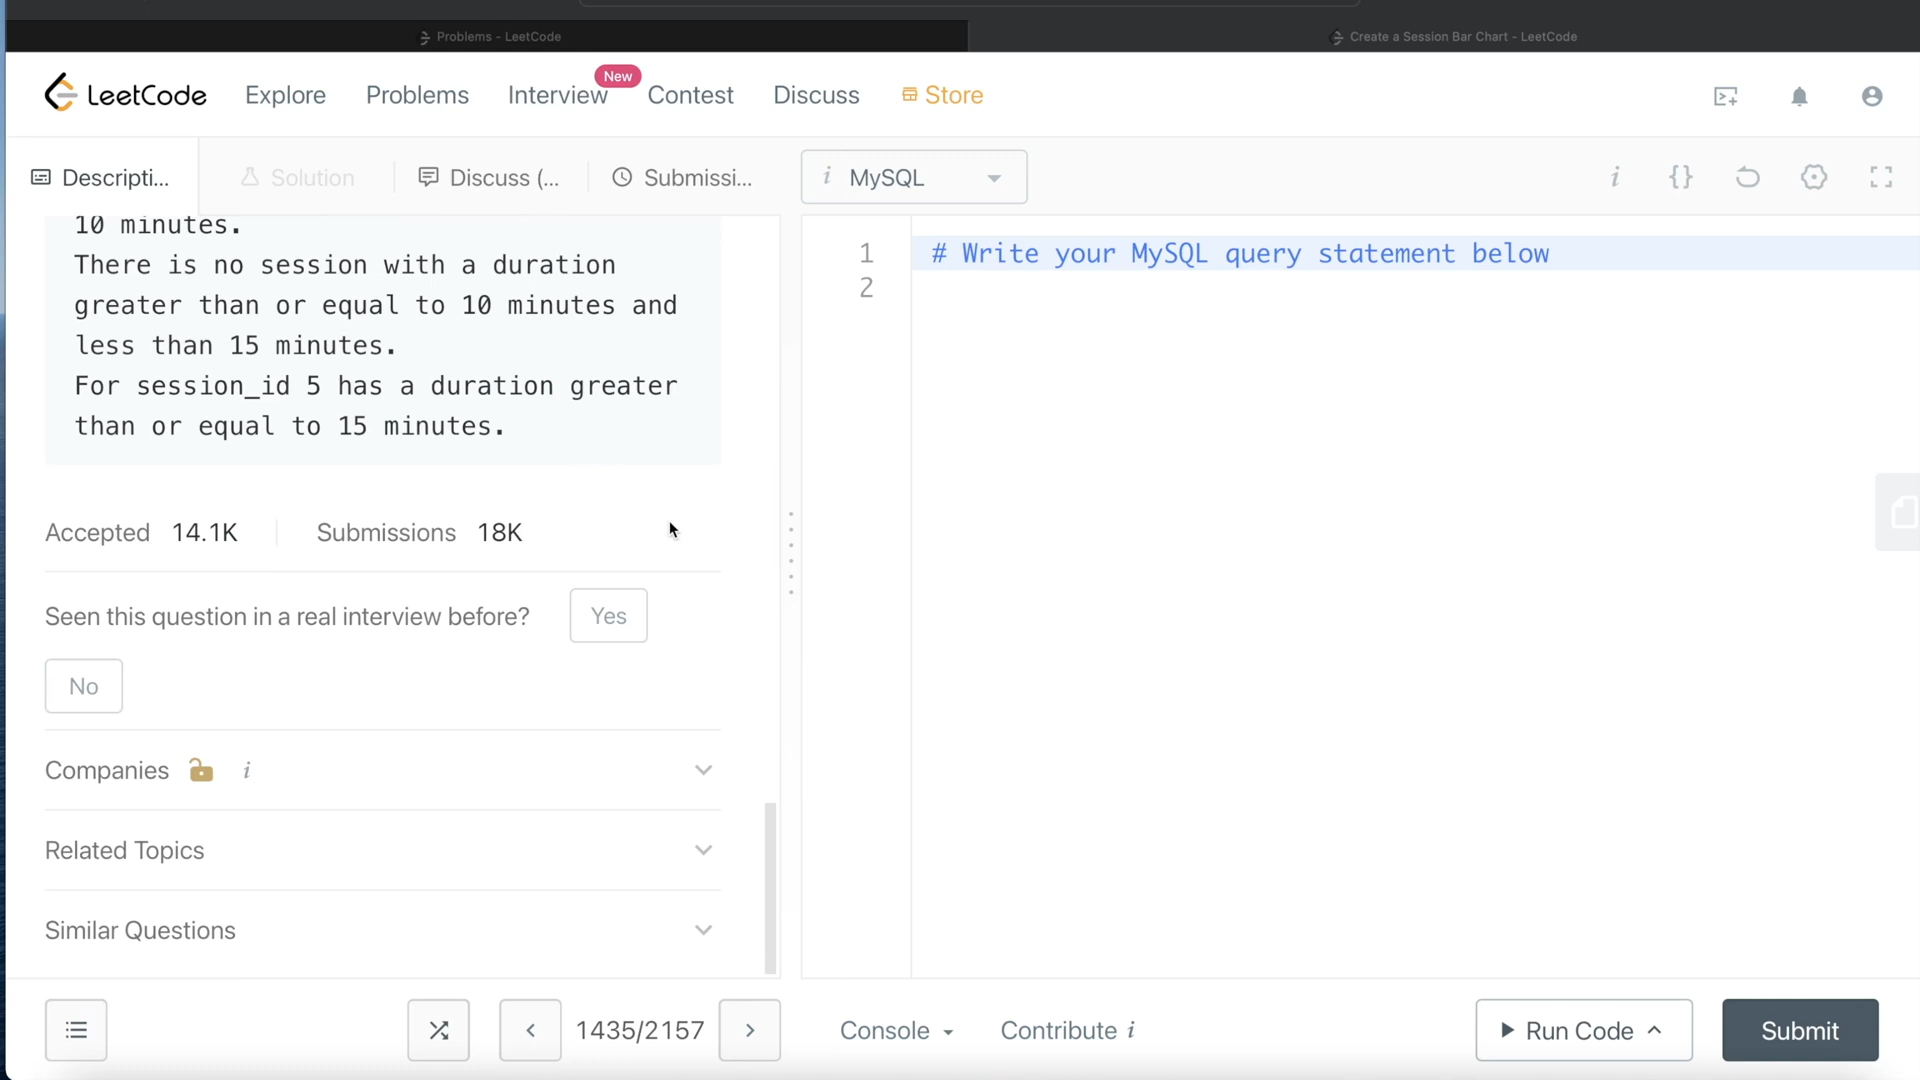 Problems - LeetCode
Create a Session Bar Chart - LeetCode
LeetCode
Explore
Problems
Interview
New
Contest
Discuss
Store
Descripti...
Solution
Discuss (...
Submissi...
i MySQL
i {}
10 minutes.
There is no session with a duration
greater than or equal to 10 minutes and
less than 15 minutes.
For session_id 5 has a duration greater
than or equal to 15 minutes.
1 # Write your MySQL query statement below
2
Accepted 14.1K Submissions 18K
Seen this question in a real interview before? Yes
No
Companies i
Related Topics
Similar Questions
< 1435/2157 >
Console
Contribute i
Run Code
Submit